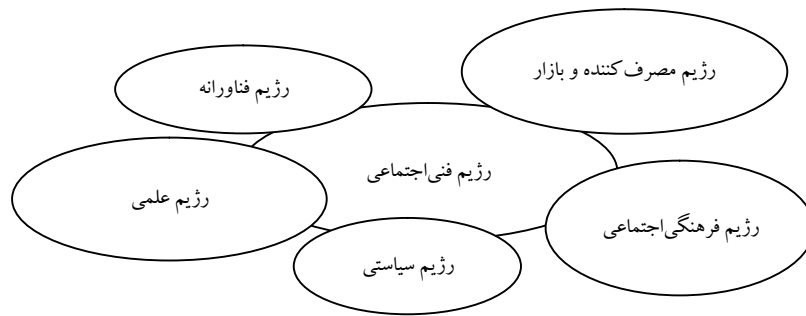 رژیم مصرف‌کننده و بازار
رژیم فناورانه
رژیم فنی‌اجتماعی
رژیم علمی
رژیم فرهنگی‌اجتماعی
رژیم سیاستی